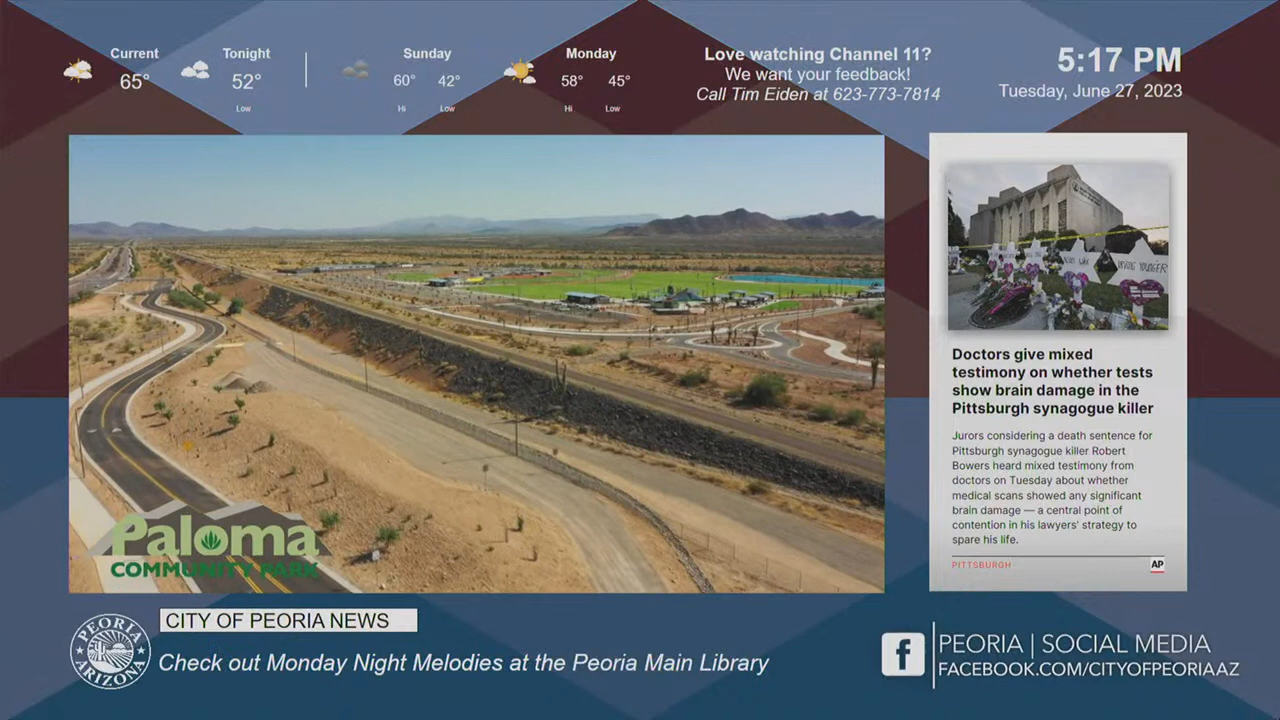 Current
65°
Tonight
52°
Low
Sunday
60° 42°
Hi Low
Monday
58° 45°
Hi Low
Love watching Channel 11?
We want your feedback!
Call Tim Eiden at 623-773-7814
5:17 PM
Tuesday, June 27, 2023
Paloma
COMMUNITY PARK
Doctors give mixed
testimony on whether tests
show brain damage in the
Pittsburgh synagogue killer
Jurors considering a death sentence for
Pittsburgh synagogue killer Robert
Bowers heard mixed testimony from
doctors on Tuesday about whether
medical scans showed any significant
brain damage — a central point of
contention in his lawyers' strategy to
spare his life.
PITTSBURGH
AP
PEORIA
ARIZONA
CITY OF PEORIA NEWS
Check out Monday Night Melodies at the Peoria Main Library
f
PEORIA | SOCIAL MEDIA
FACEBOOK.COM/CITYOFPEORIAAZ